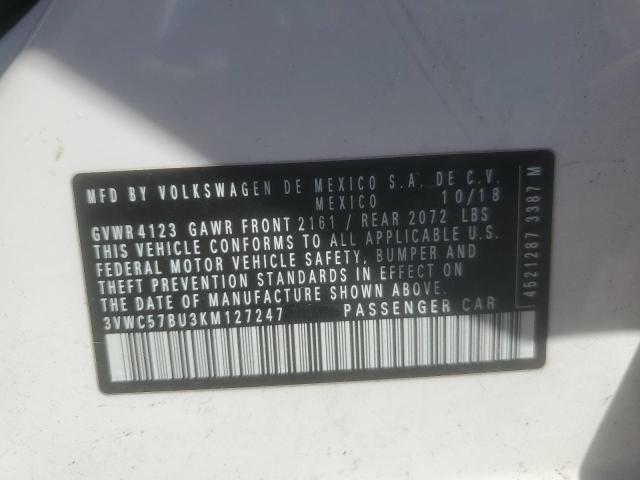 MFD BY VOLKSWAGEN DE MEXICO S.A. DE C.V.
MEXICO 10/18
GVWR4123 GAWR FRONT 2161 / REAR 2072 LBS
THIS VEHICLE CONFORMS TO ALL APPLICABLE U.S.
FEDERAL MOTOR VEHICLE SAFETY, BUMPER AND
THEFT PREVENTION STANDARDS IN EFFECT ON
THE DATE OF MANUFACTURE SHOWN ABOVE.
3VWC57BU3KM127247 PASSENGER CAR
4521287 3387 M